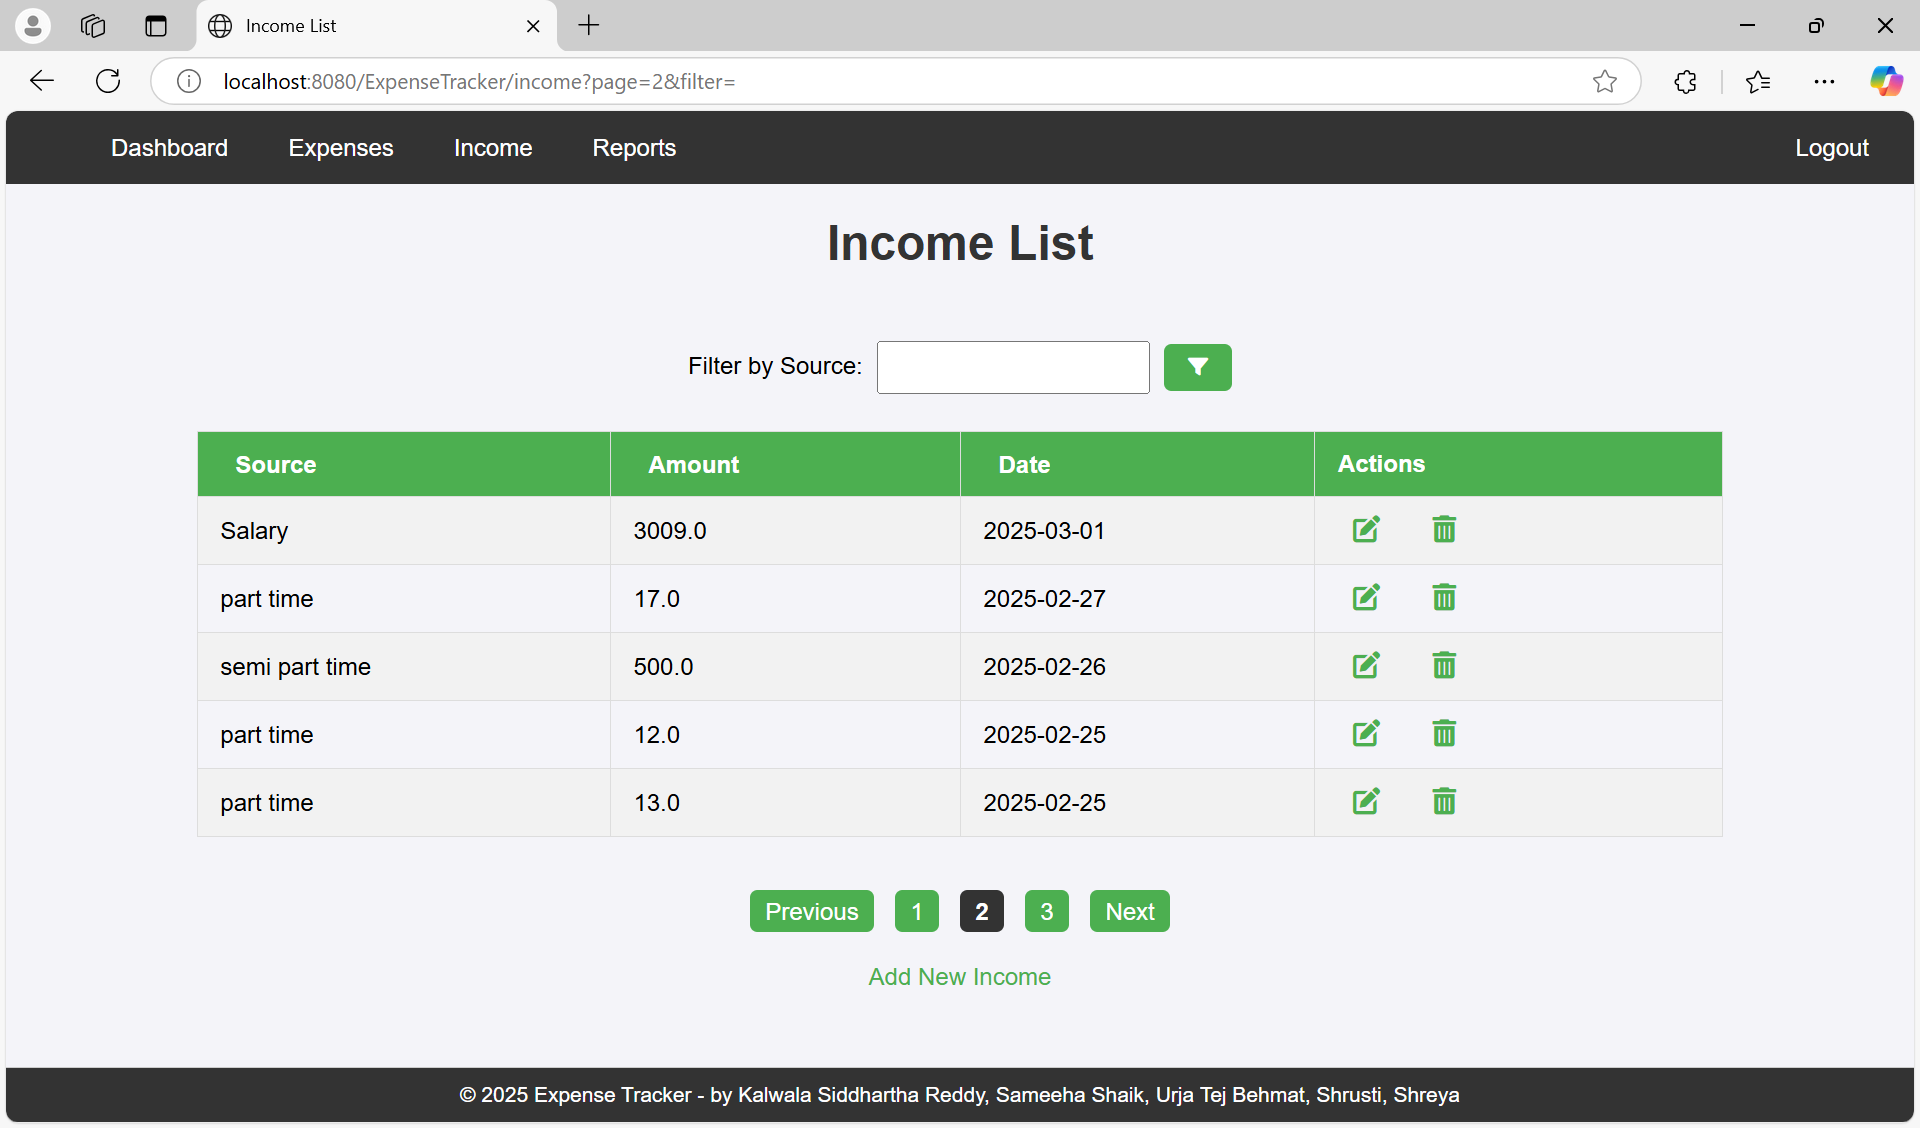 Income List
localhost:8080/ExpenseTracker/income?page=2&filter=
Dashboard Expenses Income Reports Logout
Income List
Filter by Source:
Source Amount Date Actions
Salary 3009.0 2025-03-01
part time 17.0 2025-02-27
semi part time 500.0 2025-02-26
part time 12.0 2025-02-25
part time 13.0 2025-02-25
Previous 1 2 3 Next
Add New Income
© 2025 Expense Tracker - by Kalwala Siddhartha Reddy, Sameeha Shaik, Urja Tej Behmat, Shrusti, Shreya